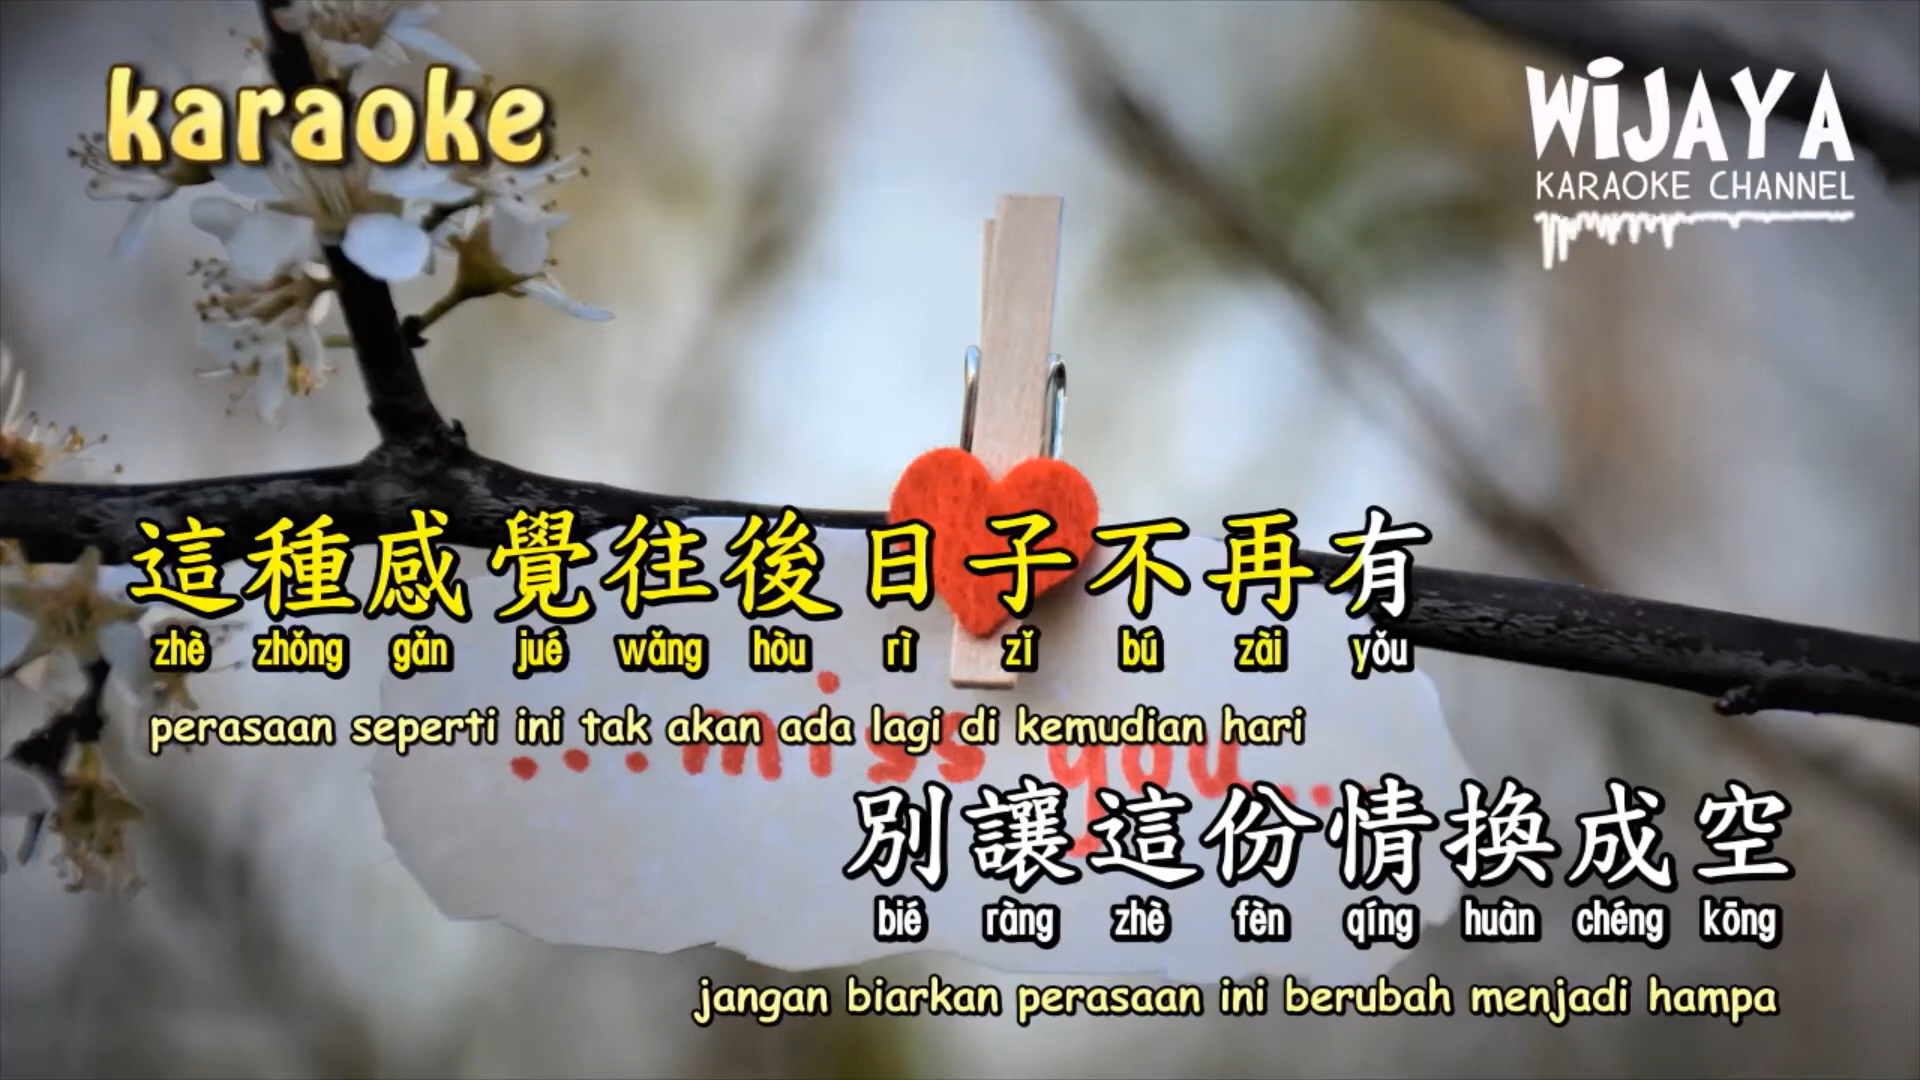 karaoke
WiJAYA
KARAOKE CHANNEL
這種感覺往後日子不再有
zhè zhǒng gǎn jué wǎng hòu rì zǐ bú zài yǒu
perasaan seperti ini tak akan ada lagi di kemudian hari
...miss you...
別讓這份情換成空
bié ràng zhè fèn qíng huàn chéng kōng
jangan biarkan perasaan ini berubah menjadi hampa